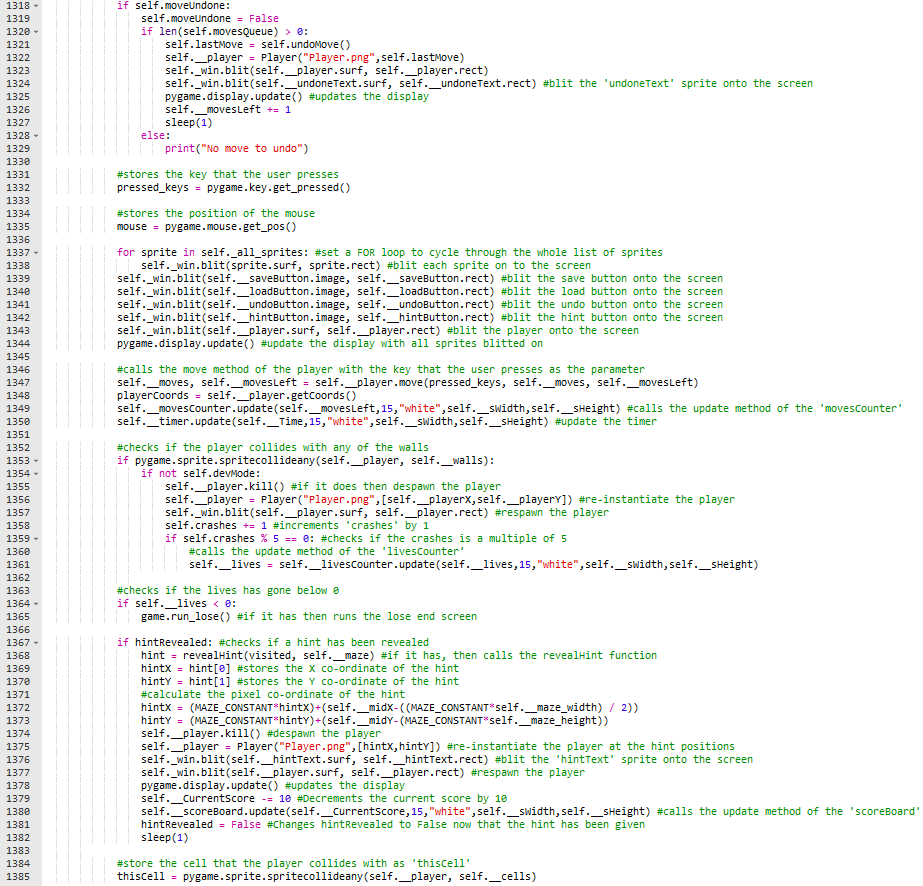 1318 if self.moveUndone:
1319 self.moveUndone = False
1320 if len(self.movesQueue) > 0:
1321 self.lastMove = self.undoMove()
1322 self.__player = Player("Player.png",self.lastMove)
1323 self._win.blit(self.__player.surf, self.__player.rect)
1324 self._win.blit(self.__undoneText.surf, self.__undoneText.rect) #blit the 'undoneText' sprite onto the screen
1325 pygame.display.update() #updates the display
1326 self.__movesLeft += 1
1327 sleep(1)
1328 else:
1329 print("No move to undo")
1330
1331 #stores the key that the user presses
1332 pressed_keys = pygame.key.get_pressed()
1333
1334 #stores the position of the mouse
1335 mouse = pygame.mouse.get_pos()
1336
1337 for sprite in self._all_sprites: #set a FOR loop to cycle through the whole list of sprites
1338 self._win.blit(sprite.surf, sprite.rect) #blit each sprite on to the screen
1339 self._win.blit(self.__saveButton.image, self.__saveButton.rect) #blit the save button onto the screen
1340 self._win.blit(self.__loadButton.image, self.__loadButton.rect) #blit the load button onto the screen
1341 self._win.blit(self.__undoButton.image, self.__undoButton.rect) #blit the undo button onto the screen
1342 self._win.blit(self.__hintButton.image, self.__hintButton.rect) #blit the hint button onto the screen
1343 self._win.blit(self.__player.surf, self.__player.rect) #blit the player onto the screen
1344 pygame.display.update() #update the display with all sprites blitted on
1345
1346 #calls the move method of the player with the key that the user presses as the parameter
1347 self.__moves, self.__movesLeft = self.__player.move(pressed_keys, self.__moves, self.__movesLeft)
1348 playerCoords = self.__player.getCoords()
1349 self.__movesCounter.update(self.__movesLeft,15,"white",self.__sWidth,self.__sHeight) #calls the update method of the 'movesCounter'
1350 self.__timer.update(self.__Time,15,"white",self.__sWidth,self.__sHeight) #update the timer
1351
1352 #checks if the player collides with any of the walls
1353 if pygame.sprite.spritecollideany(self.__player, self.__walls):
1354 if not self.devMode:
1355 self.__player.kill() #if it does then despawn the player
1356 self.__player = Player("Player.png",[self.__playerX,self.__playerY]) #re-instantiate the player
1357 self._win.blit(self.__player.surf, self.__player.rect) #respawn the player
1358 self.crashes += 1 #increments 'crashes' by 1
1359 if self.crashes % 5 == 0: #checks if the crashes is a multiple of 5
1360 #calls the update method of the 'livesCounter'
1361 self.__lives = self.__livesCounter.update(self.__lives,15,"white",self.__sWidth,self.__sHeight)
1362
1363 #checks if the lives has gone below 0
1364 if self.__lives < 0:
1365 game.run_lose() #if it has then runs the lose end screen
1366
1367 if hintRevealed: #checks if a hint has been revealed
1368 hint = revealHint(visited, self.__maze) #if it has, then calls the revealHint function
1369 hintX = hint[0] #stores the X co-ordinate of the hint
1370 hintY = hint[1] #stores the Y co-ordinate of the hint
1371 #calculate the pixel co-ordinate of the hint
1372 hintX = (MAZE_CONSTANT*hintX)+(self.__midX-((MAZE_CONSTANT*self.__maze_width) / 2))
1373 hintY = (MAZE_CONSTANT*hintY)+(self.__midY-(MAZE_CONSTANT*self.__maze_height))
1374 self.__player.kill() #despawn the player
1375 self.__player = Player("Player.png",[hintX,hintY]) #re-instantiate the player at the hint positions
1376 self._win.blit(self.__hintText.surf, self.__hintText.rect) #blit the 'hintText' sprite onto the screen
1377 self._win.blit(self.__player.surf, self.__player.rect) #respawn the player
1378 pygame.display.update() #updates the display
1379 self.__CurrentScore -= 10 #Decrements the current score by 10
1380 self.__scoreBoard.update(self.__CurrentScore,15,"white",self.__sWidth,self.__sHeight) #calls the update method of the 'scoreBoard'
1381 hintRevealed = False #Changes hintRevealed to False now that the hint has been given
1382 sleep(1)
1383
1384 #store the cell that the player collides with as 'thisCell'
1385 thisCell = pygame.sprite.spritecollideany(self.__player, self.__cells)